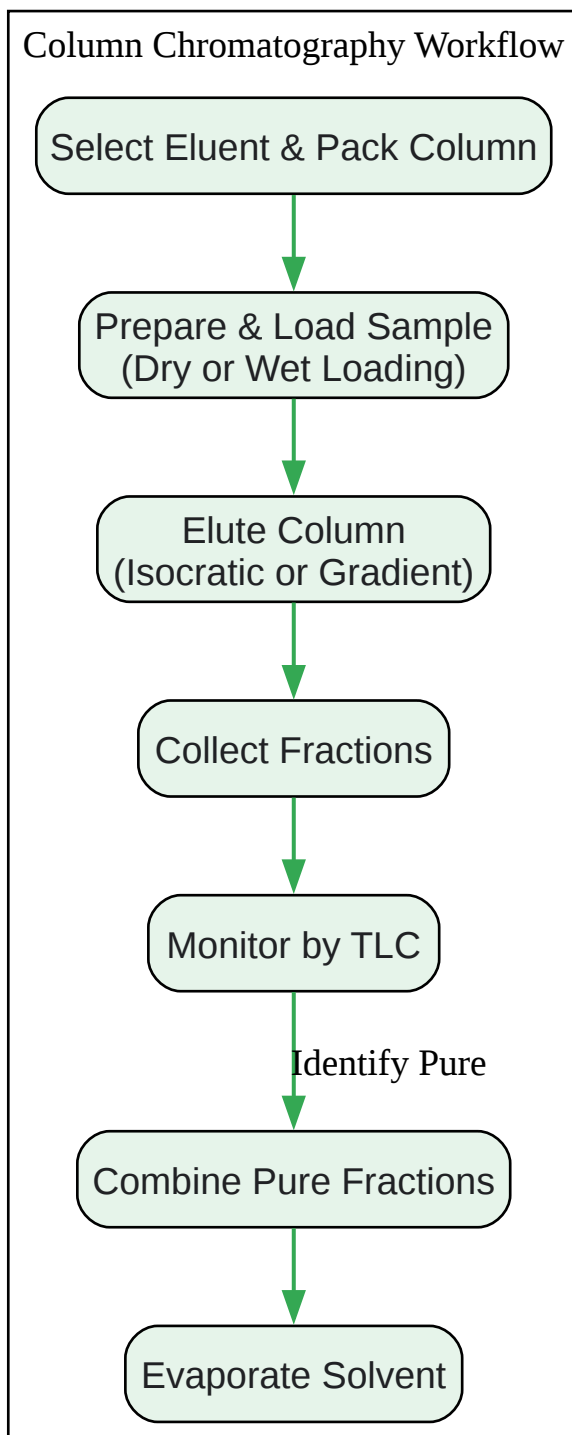 Column Chromatography Workflow
Select Eluent & Pack Column
Prepare & Load Sample
(Dry or Wet Loading)
Elute Column
(Isocratic or Gradient)
Collect Fractions
Monitor by TLC
Identify Pure
Combine Pure Fractions
Evaporate Solvent